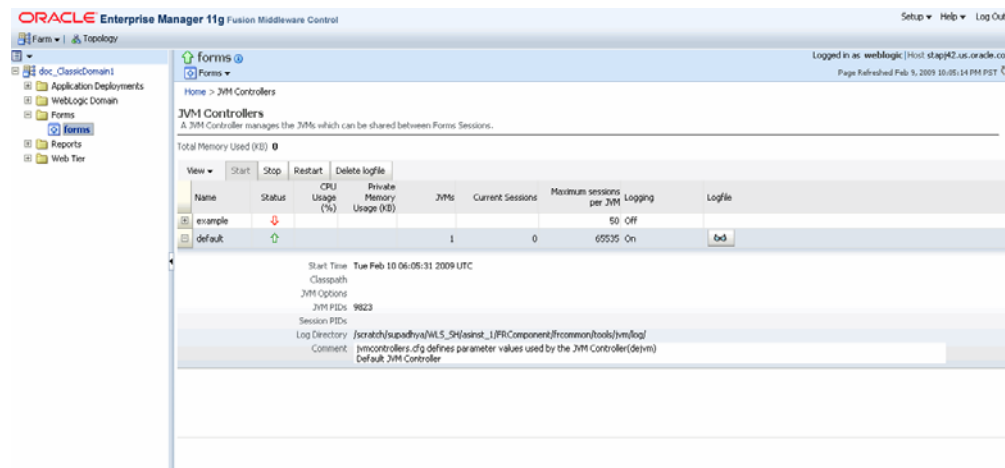 ORACLE Enterprise Manager 11g Fusion Middleware Control
Setup Help Log Out
Farm Topology
doc_ClassicDomain1
Application Deployments
WebLogic Domain
Forms
forms
Reports
Web Tier
forms
Forms
Logged in as weblogic|Host stapj42.us.oracle.co
Page Refreshed Feb 9, 2009 10:05:14 PM PST
Home > JVM Controllers
JVM Controllers
A JVM Controller manages the JVMs which can be shared between Forms Sessions.
Total Memory Used (KB) 0
View Start Stop Restart Delete logfile
Name Status CPU Usage (%) Private Memory Usage (KB) JVMs Current Sessions Maximum sessions per JVM Logging Logfile
example 50 Off
default 1 0 65535 On
Start Time Tue Feb 10 06:05:31 2009 UTC
Classpath
JVM Options
JVM PIDs 9823
Session PIDs
Log Directory /scratch/supadhya/WLS_SH/asinst_1/FRComponent/frcommon/tools/jvm/log/
Comment jvmcontrollers.cfg defines parameter values used by the JVM Controller(dejvm)
Default JVM Controller